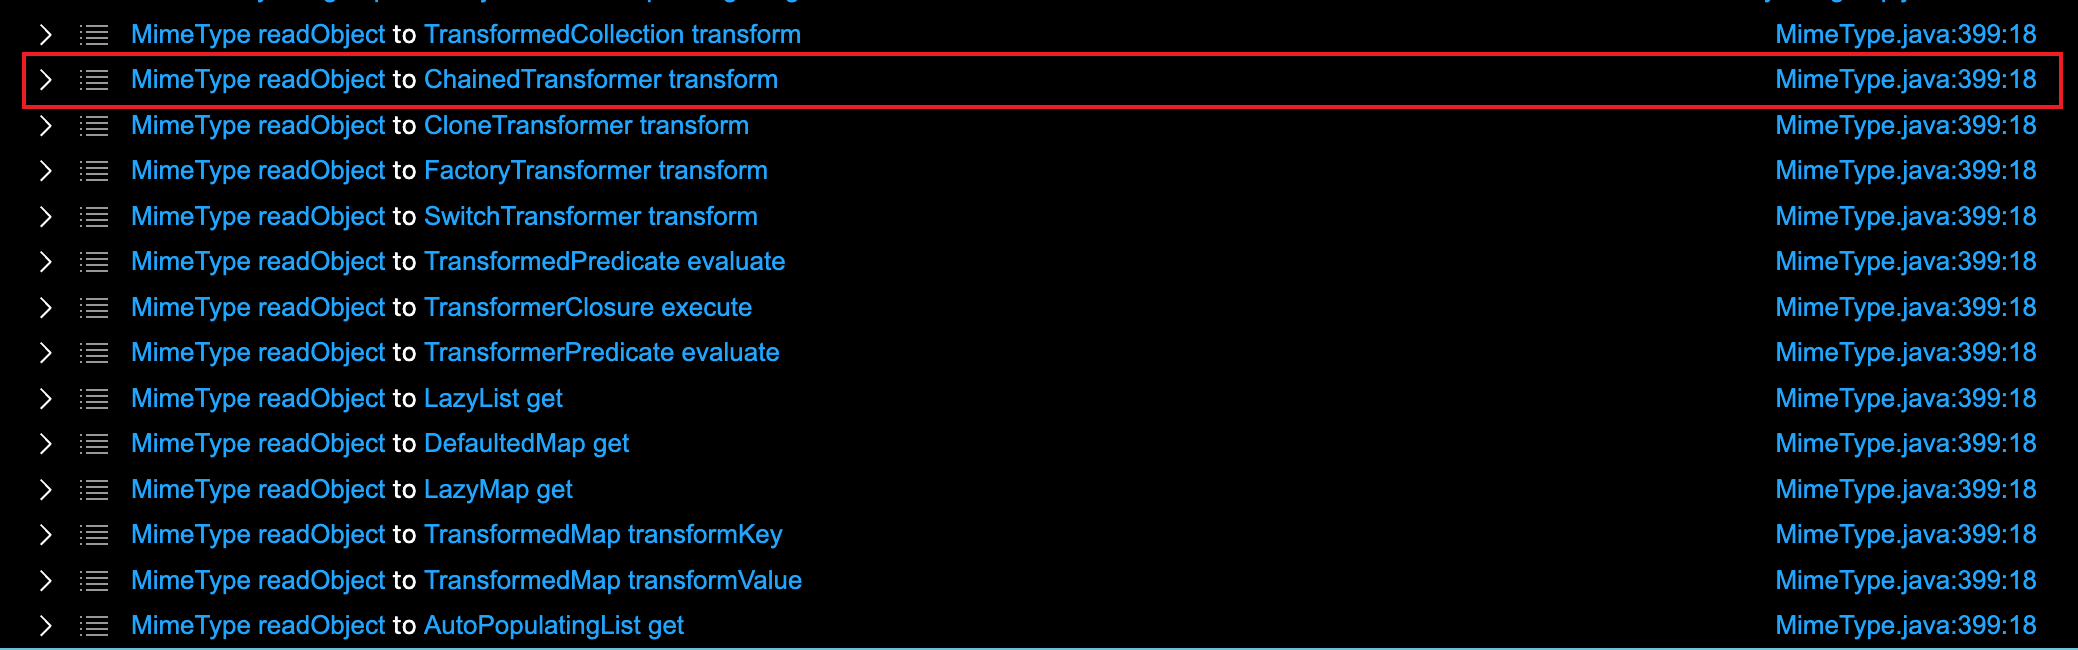 MimeType readObject to TransformedCollection transform MimeType.java:399:18
MimeType readObject to ChainedTransformer transform MimeType.java:399:18
MimeType readObject to CloneTransformer transform MimeType.java:399:18
MimeType readObject to FactoryTransformer transform MimeType.java:399:18
MimeType readObject to SwitchTransformer transform MimeType.java:399:18
MimeType readObject to TransformedPredicate evaluate MimeType.java:399:18
MimeType readObject to TransformerClosure execute MimeType.java:399:18
MimeType readObject to TransformerPredicate evaluate MimeType.java:399:18
MimeType readObject to LazyList get MimeType.java:399:18
MimeType readObject to DefaultedMap get MimeType.java:399:18
MimeType readObject to LazyMap get MimeType.java:399:18
MimeType readObject to TransformedMap transformKey MimeType.java:399:18
MimeType readObject to TransformedMap transformValue MimeType.java:399:18
MimeType readObject to AutoPopulatingList get MimeType.java:399:18